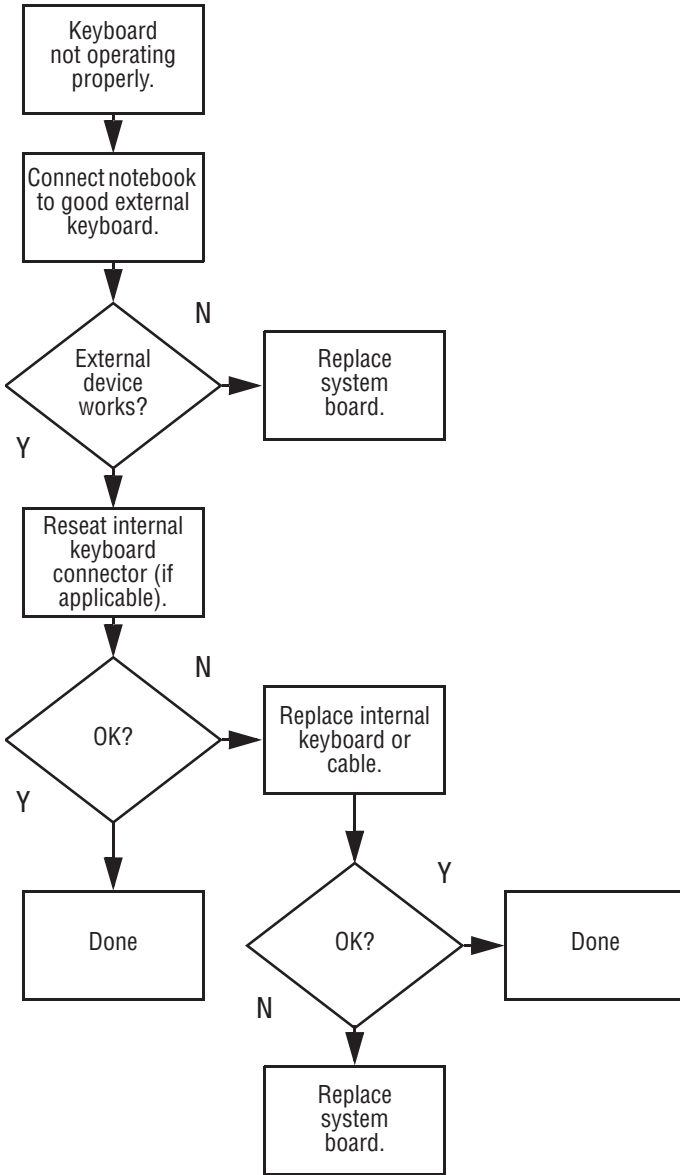 Keyboard
not operating
properly.
Connect notebook
to good external
keyboard.
N
External
device
works?
Replace
system
board.
Y
Reseat internal
keyboard
connector (if
applicable).
N
OK?
Replace internal
keyboard or
cable.
Y
Y
Done
OK?
Done
N
Replace
system
board.